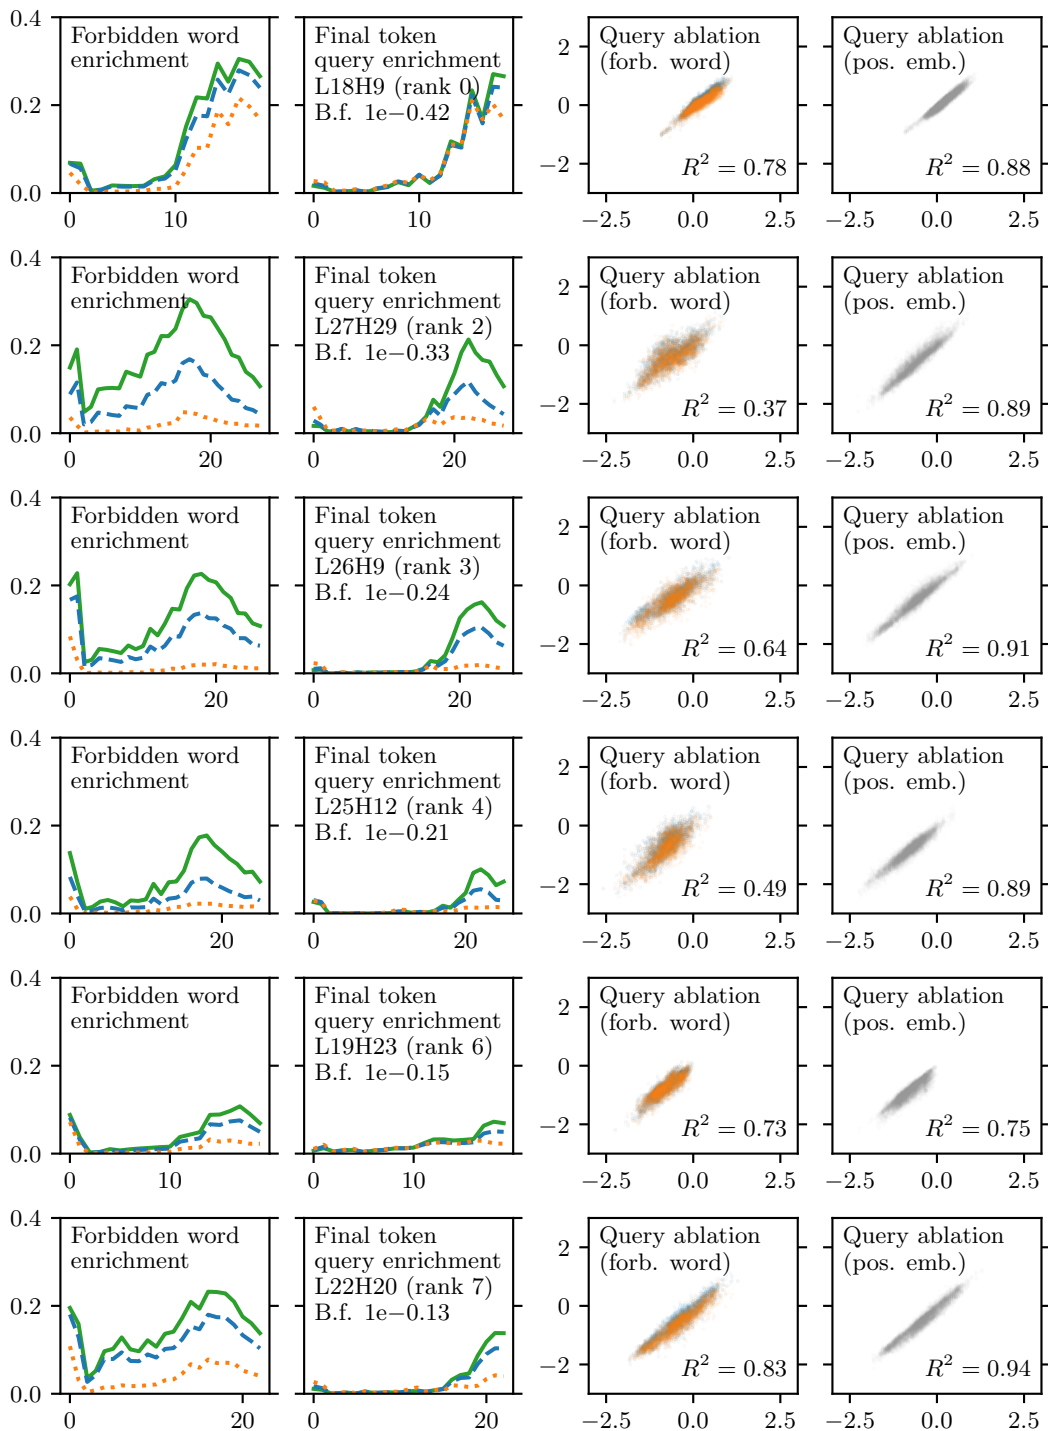 0.4
0.2
0.0
Forbidden word
enrichment
0
10
Final token
query enrichment
L18H9 (rank 0)
B.f. 1e−0.42
0
10
2
0
−2
Query ablation
(forb. word)
R² = 0.78
−2.5
0.0
2.5
Query ablation
(pos. emb.)
R² = 0.88
−2.5
0.0
2.5
0.4
0.2
0.0
Forbidden word
enrichment
0
20
Final token
query enrichment
L27H29 (rank 2)
B.f. 1e−0.33
0
20
2
0
−2
Query ablation
(forb. word)
R² = 0.37
−2.5
0.0
2.5
Query ablation
(pos. emb.)
R² = 0.89
−2.5
0.0
2.5
0.4
0.2
0.0
Forbidden word
enrichment
0
20
Final token
query enrichment
L26H9 (rank 3)
B.f. 1e−0.24
0
20
2
0
−2
Query ablation
(forb. word)
R² = 0.64
−2.5
0.0
2.5
Query ablation
(pos. emb.)
R² = 0.91
−2.5
0.0
2.5
0.4
0.2
0.0
Forbidden word
enrichment
0
20
Final token
query enrichment
L25H12 (rank 4)
B.f. 1e−0.21
0
20
2
0
−2
Query ablation
(forb. word)
R² = 0.49
−2.5
0.0
2.5
Query ablation
(pos. emb.)
R² = 0.89
−2.5
0.0
2.5
0.4
0.2
0.0
Forbidden word
enrichment
0
10
Final token
query enrichment
L19H23 (rank 6)
B.f. 1e−0.15
0
10
2
0
−2
Query ablation
(forb. word)
R² = 0.73
−2.5
0.0
2.5
Query ablation
(pos. emb.)
R² = 0.75
−2.5
0.0
2.5
0.4
0.2
0.0
Forbidden word
enrichment
0
20
Final token
query enrichment
L22H20 (rank 7)
B.f. 1e−0.13
0
20
2
0
−2
Query ablation
(forb. word)
R² = 0.83
−2.5
0.0
2.5
Query ablation
(pos. emb.)
R² = 0.94
−2.5
0.0
2.5